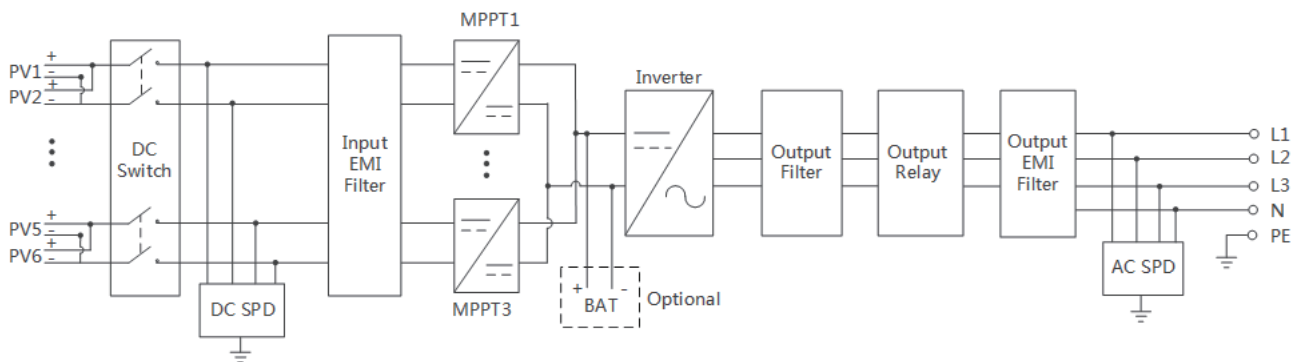 MPPT1
+
PV1
-
+
PV2
-
DC
Switch
Input
EMI
Filter
Inverter
Output
Filter
Output
Relay
Output
EMI
Filter
L1
L2
L3
N
PE
+
PV5
-
+
PV6
-
DC SPD
MPPT3
+ BAT -
Optional
AC SPD